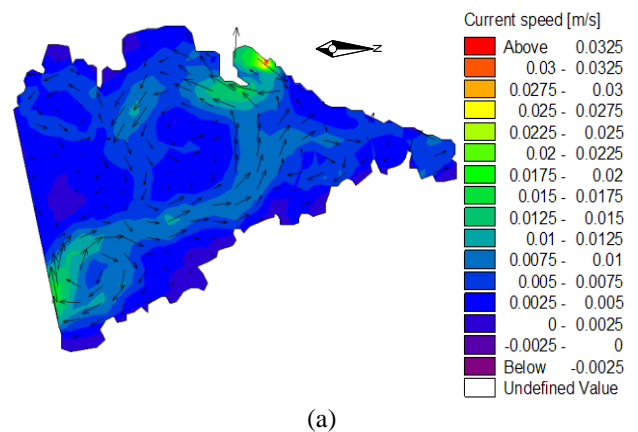 Current speed [m/s]
Above 0.0325
0.03 - 0.0325
0.0275 - 0.03
0.025 - 0.0275
0.0225 - 0.025
0.02 - 0.0225
0.0175 - 0.02
0.015 - 0.0175
0.0125 - 0.015
0.01 - 0.0125
0.0075 - 0.01
0.005 - 0.0075
0.0025 - 0.005
0 - 0.0025
-0.0025 - 0
Below -0.0025
Undefined Value
N
(a)